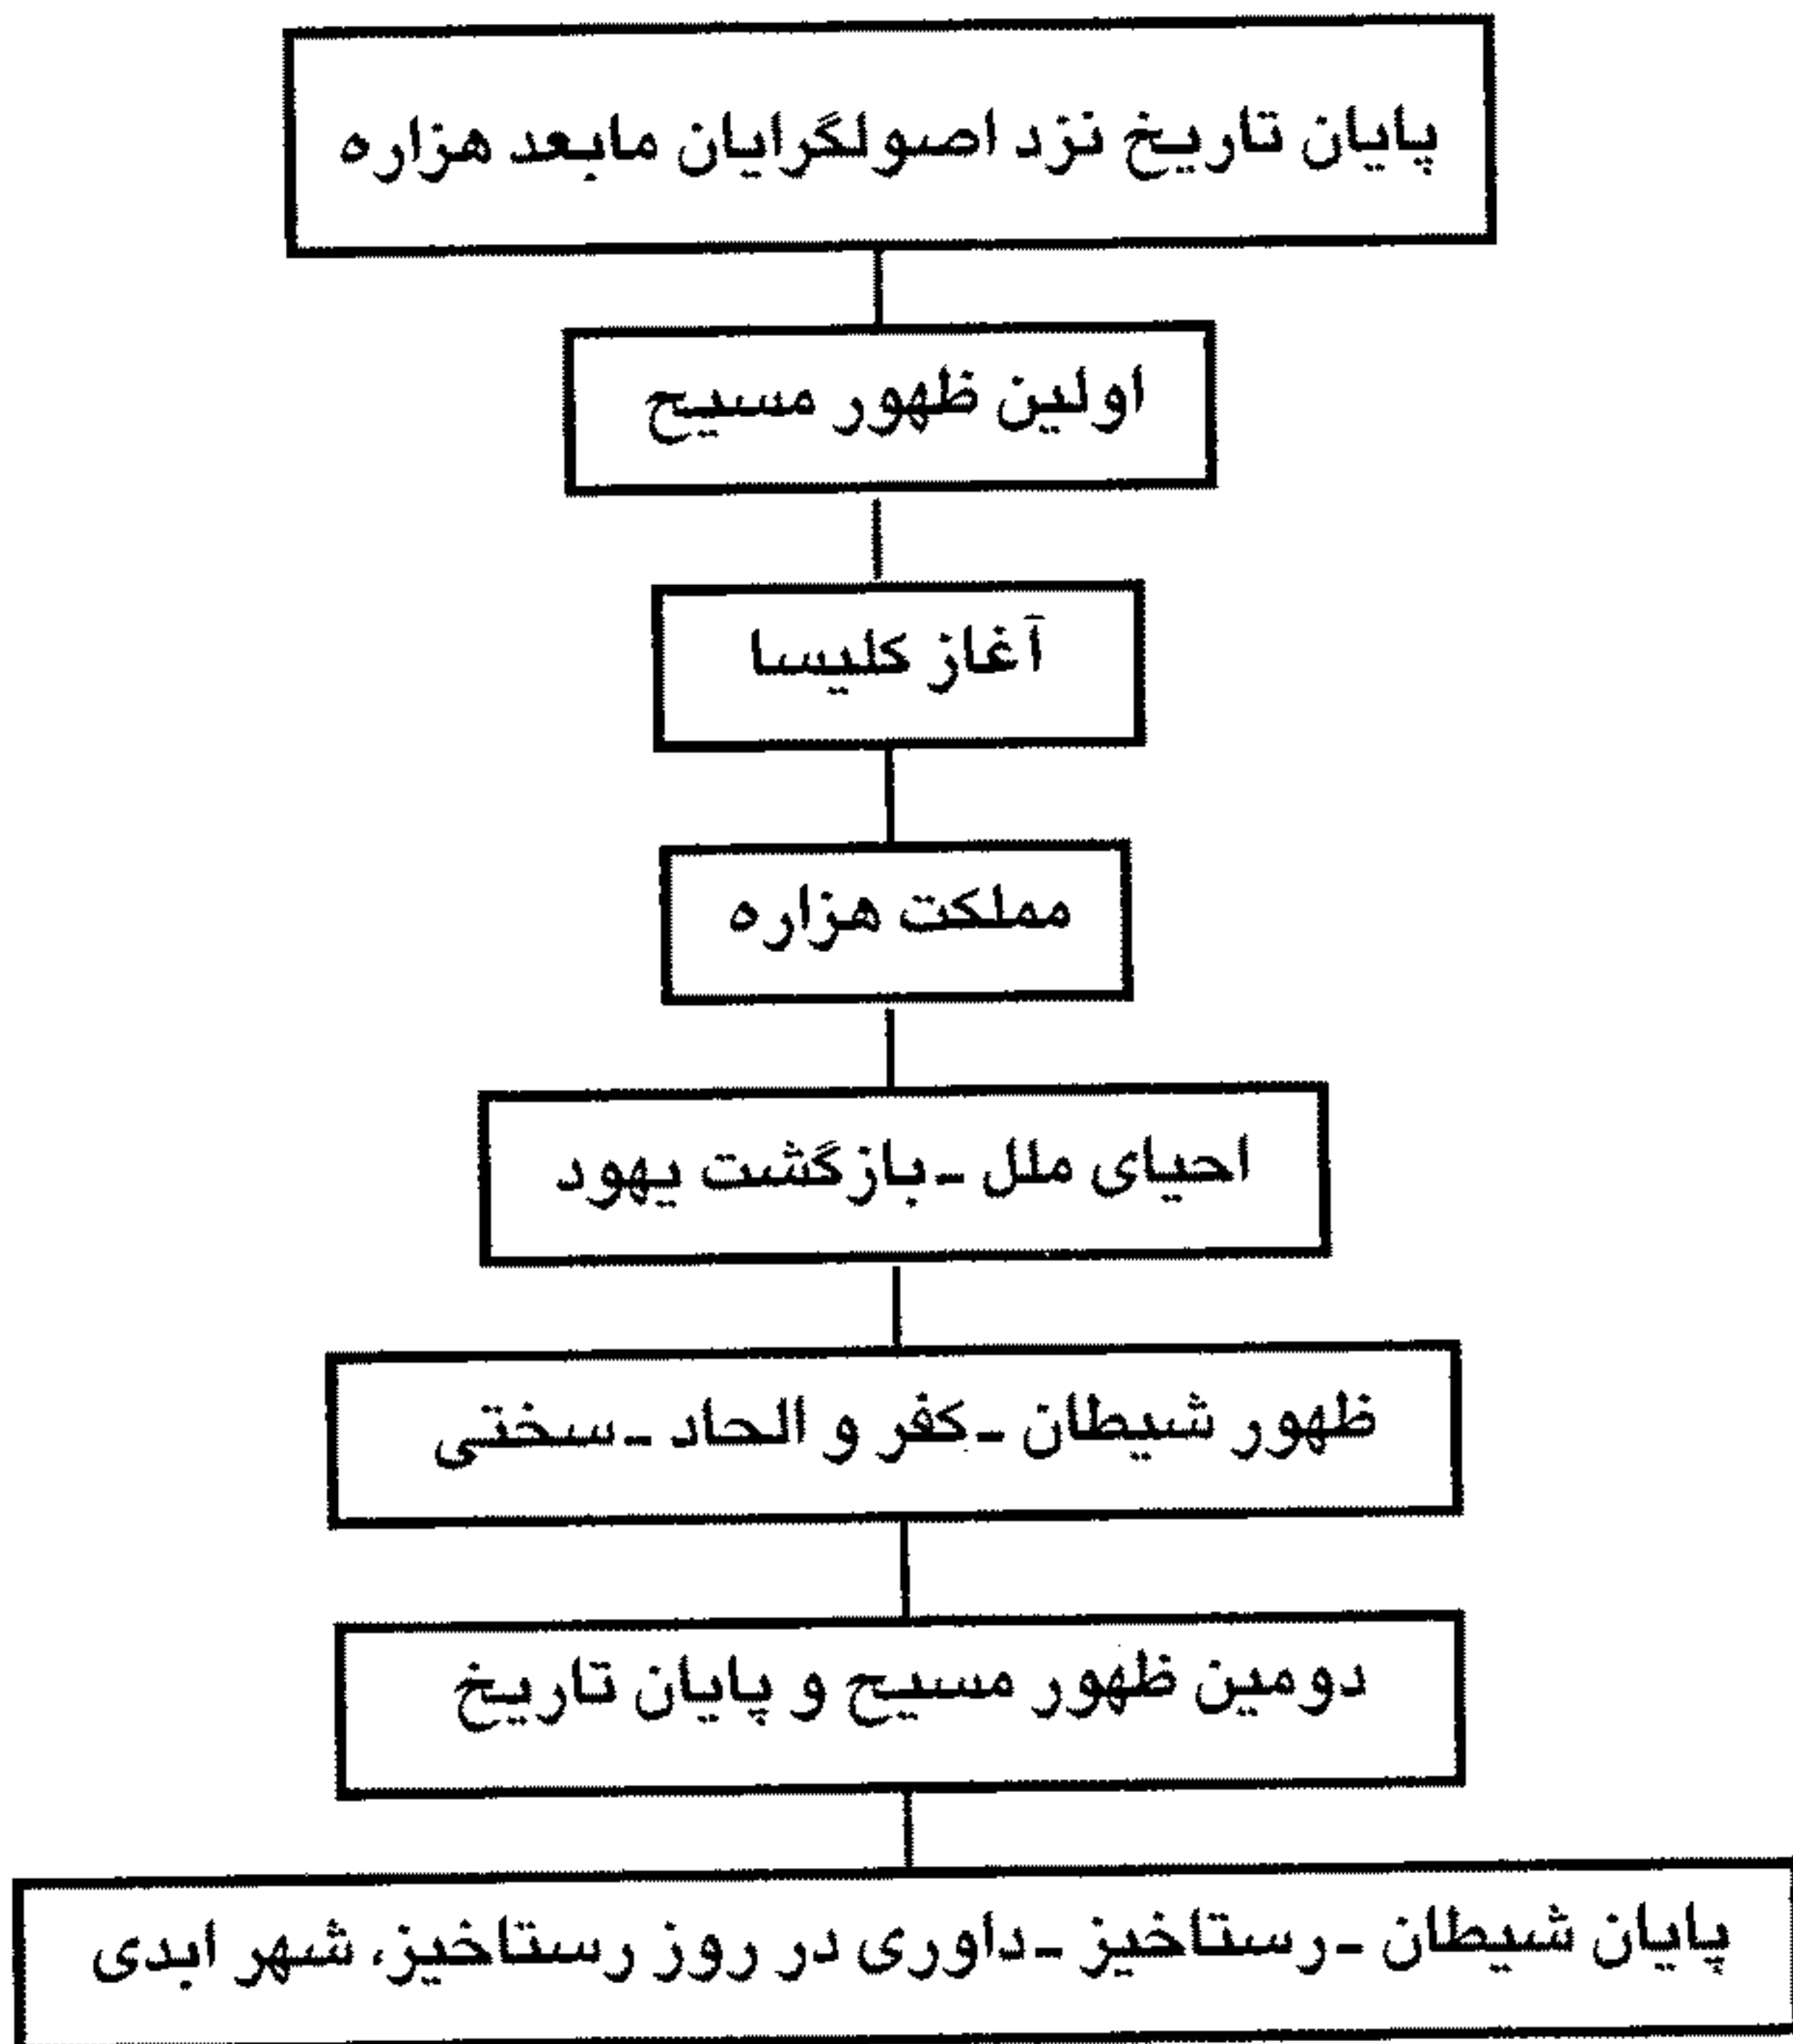 پایان تاریخ نزد اصولگرایان مابعد هزاره
اولین ظهور مسیح
آغاز کلیسا
مملکت هزاره
احیای ملل - بازگشت یهود
ظهور شیطان - کفر و الحاد - سختی
دومین ظهور مسیح و پایان تاریخ
پایان شیطان - رستاخیز - داوری در روز رستاخیز، شهر ابدی